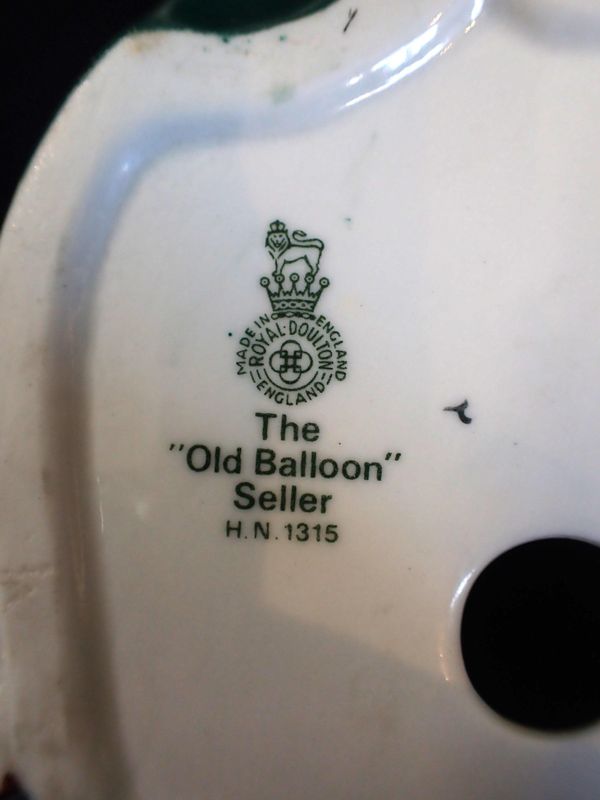 MADE IN ENGLAND
ROYAL·DOULTON
ENGLAND
The
"Old Balloon"
Seller
H.N.1315